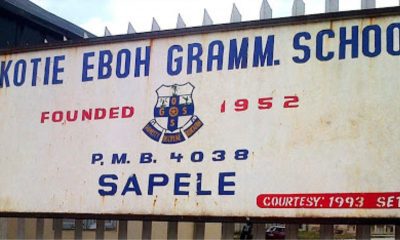 KOTIE EBOH GRAMM. SCHOO
FOUNDED 1952
P.M.B. 4038
SAPELE
COURTESY: 1993 SET